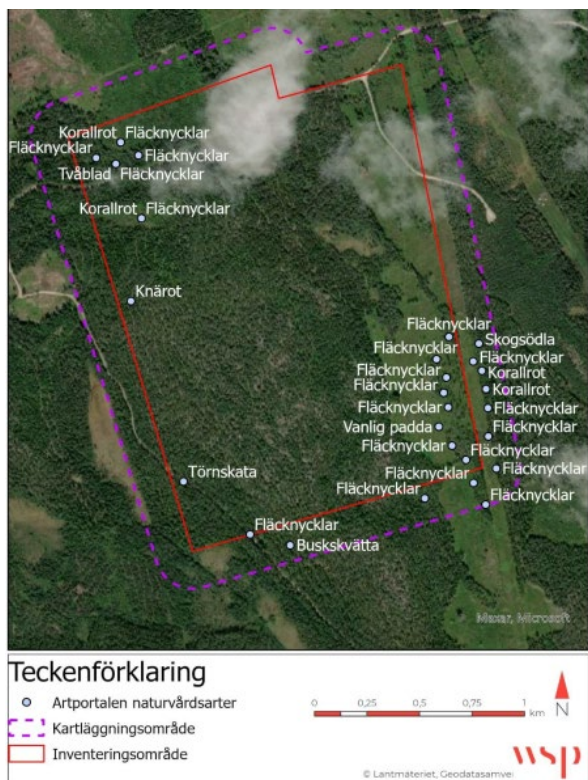 Korallrot Fläcknycklar
Fläcknycklar
Fläcknycklar
Tvåblad Fläcknycklar
Korallrot Fläcknycklar
Knärot
Fläcknycklar
Skogsödla
Fläcknycklar
Fläcknycklar
Fläcknycklar
Korallrot
Fläcknycklar
Korallrot
Fläcknycklar
Fläcknycklar
Vanlig padda
Fläcknycklar
Fläcknycklar
Fläcknycklar
Fläcknycklar
Fläcknycklar
Törnskata
Fläcknycklar
Fläcknycklar
Fläcknycklar
Buskskvätta
Maxar, Microsoft
Teckenförklaring
Artportalen naturvårdsarter
Kartläggningsområde
Inventeringsområde
0 0,25 0,5 0,75 1
km
N
wsp
© Lantmäteriet, Geodatasamver